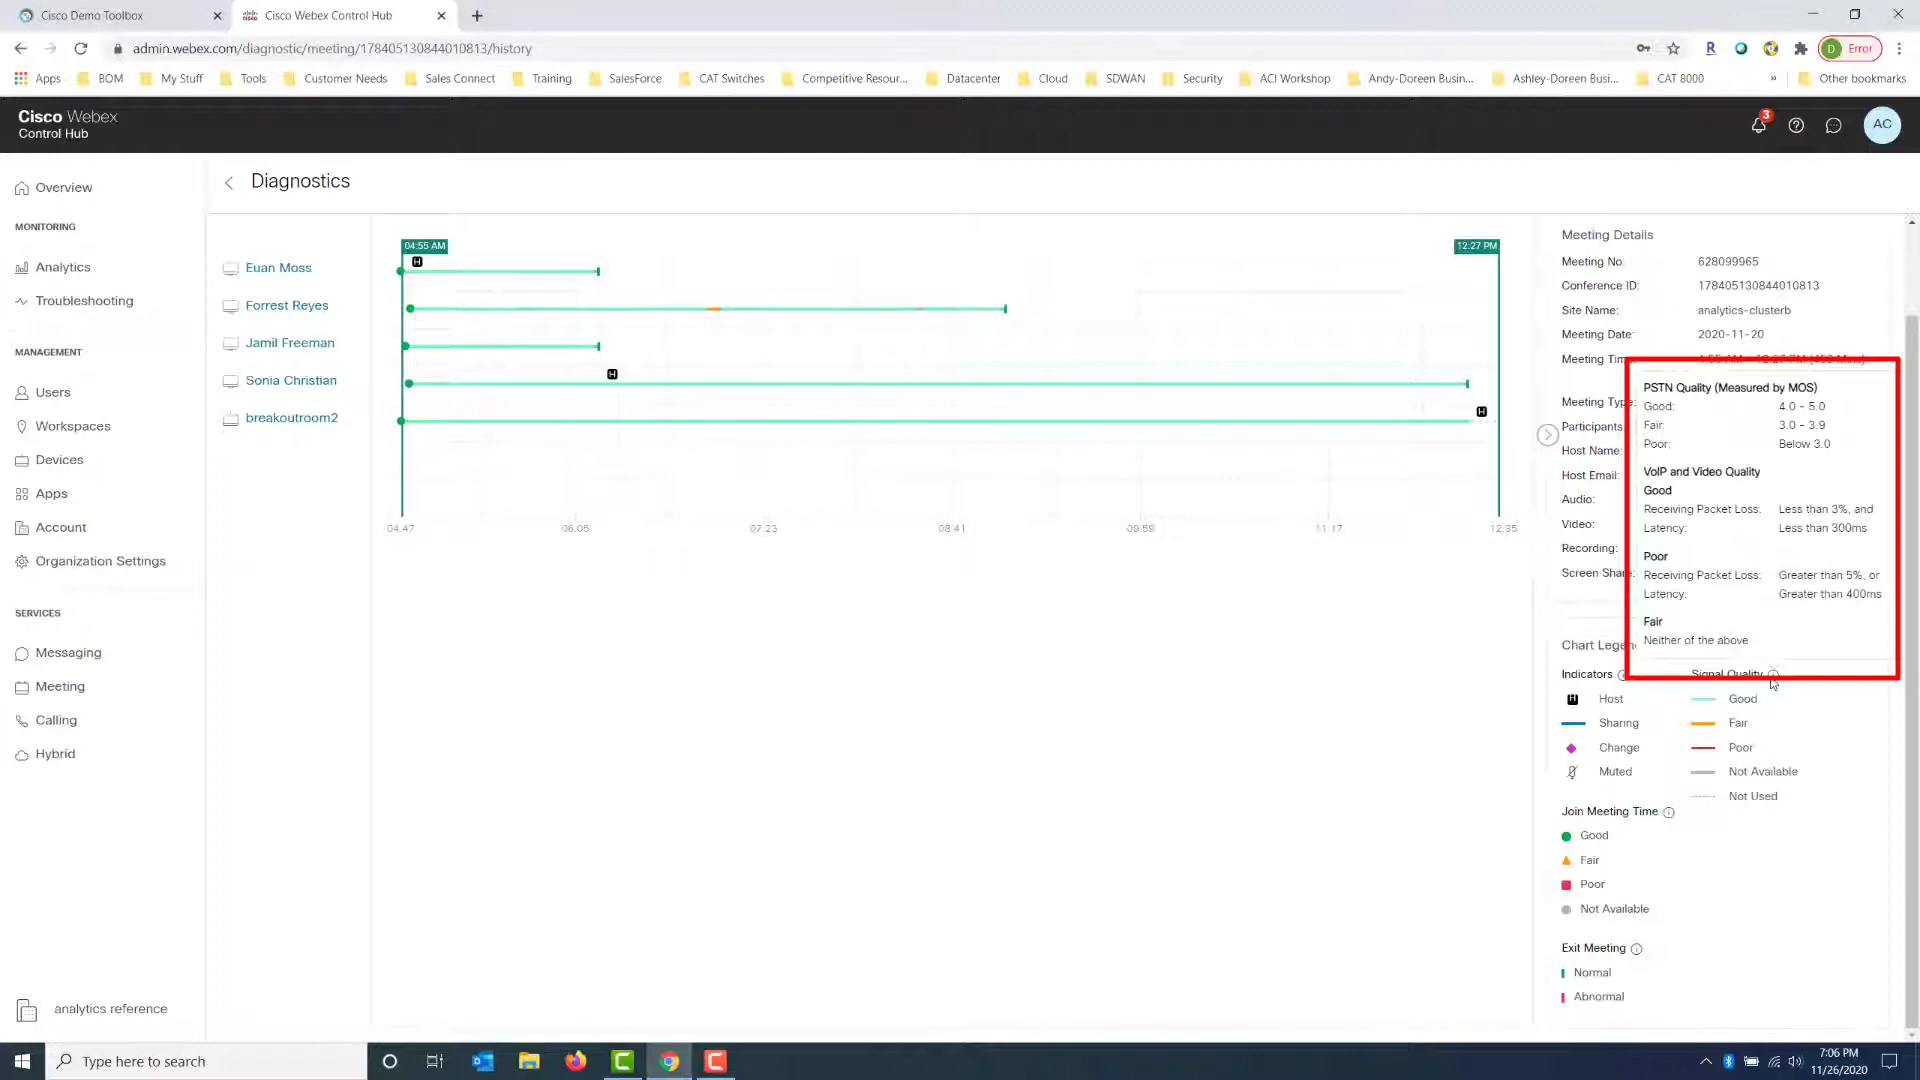 Cisco Demo Toolbox
Cisco Webex Control Hub
admin.webex.com/diagnostic/meeting/178405130844010813/history
R
D Error
Apps BOM My Stuff Tools Customer Needs Sales Connect Training SalesForce CAT Switches Competitive Resour... Datacenter Cloud SDWAN Security ACI Workshop Andy-Doreen Busin... Ashley-Doreen Busi... CAT 8000 » Other bookmarks
Cisco Webex
Control Hub
3
AC
Overview
MONITORING
Analytics
Troubleshooting
MANAGEMENT
Users
Workspaces
Devices
Apps
Account
Organization Settings
SERVICES
Messaging
Meeting
Calling
Hybrid
analytics reference
Diagnostics
Euan Moss
Forrest Reyes
Jamil Freeman
Sonia Christian
breakoutroom2
04:55 AM
12:27 PM
H
H
H
04:47 06:05 07:23 08:41 09:59 11:17 12:35
Meeting Details
Meeting No: 628099965
Conference ID: 178405130844010813
Site Name: analytics-clusterb
Meeting Date: 2020-11-20
Meeting Tim
Meeting Type:
Participants
Host Name:
Host Email:
Audio:
Video:
Recording:
Screen Share:
PSTN Quality (Measured by MOS)
Good: 4.0 - 5.0
Fair: 3.0 - 3.9
Poor: Below 3.0
VoIP and Video Quality
Good
Receiving Packet Loss: Less than 3%, and
Latency: Less than 300ms
Poor
Receiving Packet Loss: Greater than 5%, or
Latency: Greater than 400ms
Fair
Neither of the above
Chart Legen
Indicators
Signal Quality
H Host
Sharing
Change
Muted
Good
Fair
Poor
Not Available
Not Used
Join Meeting Time
Good
Fair
Poor
Not Available
Exit Meeting
Normal
Abnormal
Type here to search
7:06 PM
11/26/2020